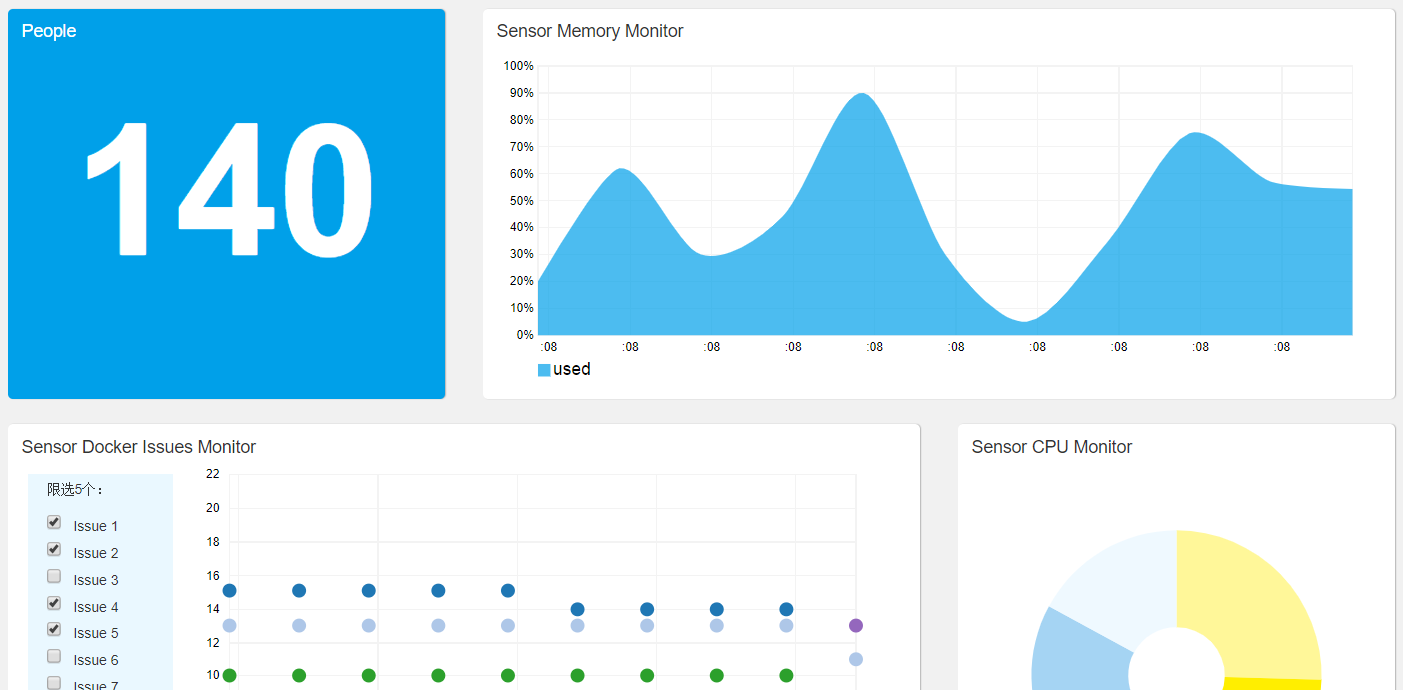 People
140
Sensor Memory Monitor
100%
90%
80%
70%
60%
50%
40%
30%
20%
10%
0%
:08 :08 :08 :08 :08 :08 :08 :08 :08 :08
used
Sensor Docker Issues Monitor
限选5个：
Issue 1
Issue 2
Issue 3
Issue 4
Issue 5
Issue 6
Issue 7
22
20
18
16
14
12
10
Sensor CPU Monitor